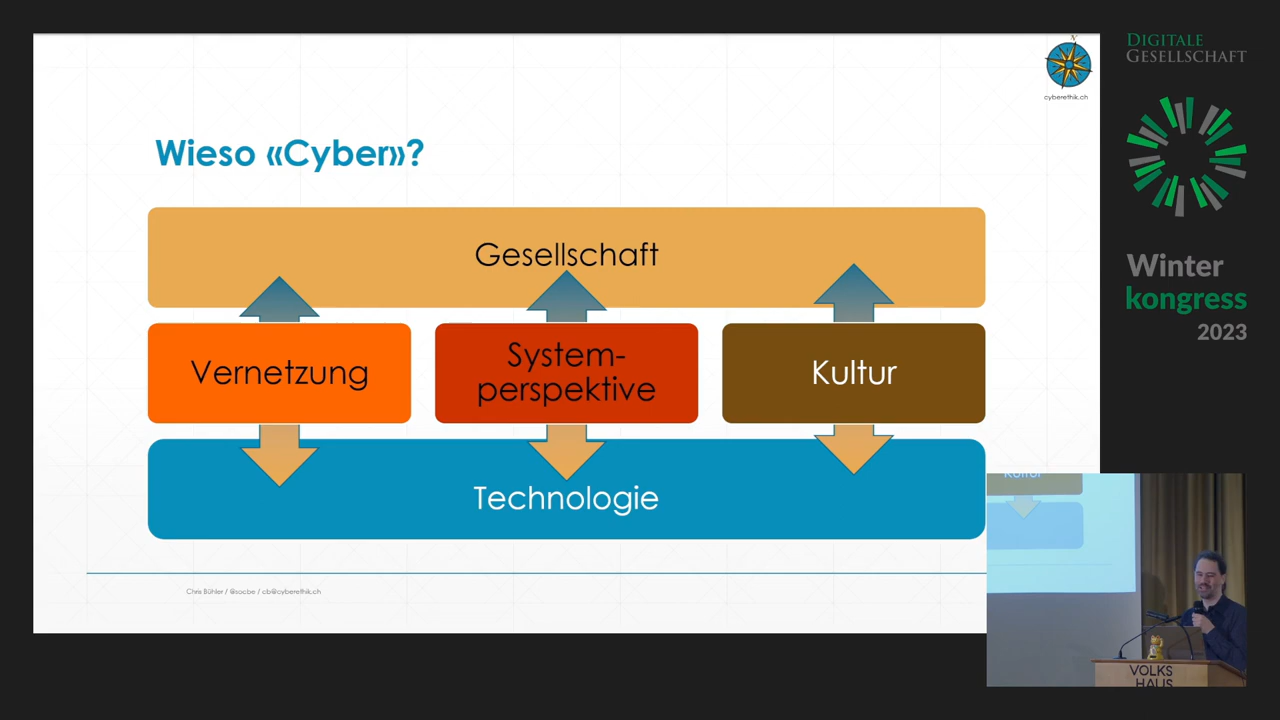 DIGITALE
GESELLSCHAFT
cyberethik.ch
Wieso «Cyber»?
Gesellschaft
Vernetzung
System-
perspektive
Kultur
Technologie
Chris Bühler / @socbe / cb@cyberethik.ch
Winter
kongress
2023
Kultur
VOLKS
HAUS